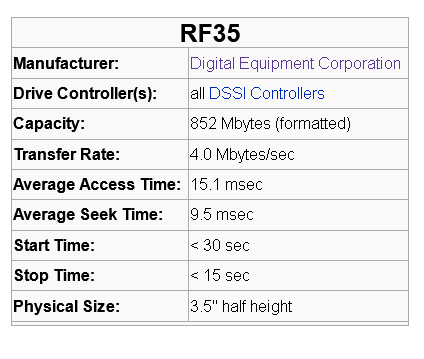 RF35
Manufacturer: Digital Equipment Corporation
Drive Controller(s): all DSSI Controllers
Capacity: 852 Mbytes (formatted)
Transfer Rate: 4.0 Mbytes/sec
Average Access Time: 15.1 msec
Average Seek Time: 9.5 msec
Start Time: < 30 sec
Stop Time: < 15 sec
Physical Size: 3.5" half height